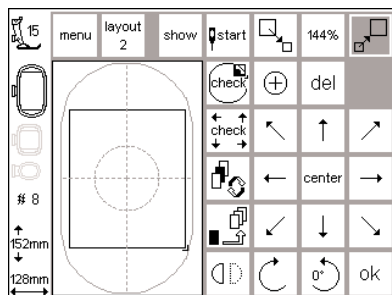 15 menu layout show start 144%
2
check del
check
center
# 8
152mm
128mm 0° ok